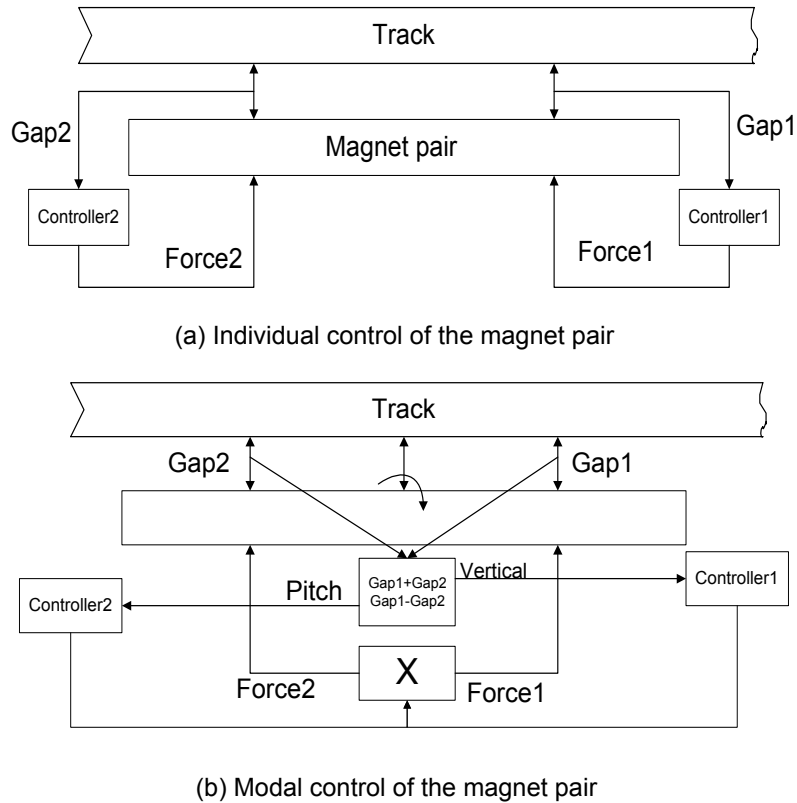 Track
Gap2
Gap1
Magnet pair
Controller2
Controller1
Force2
Force1
(a) Individual control of the magnet pair
Track
Gap2
Gap1
Gap1+Gap2
Gap1-Gap2
Vertical
Controller1
Pitch
Controller2
X
Force2
Force1
(b) Modal control of the magnet pair